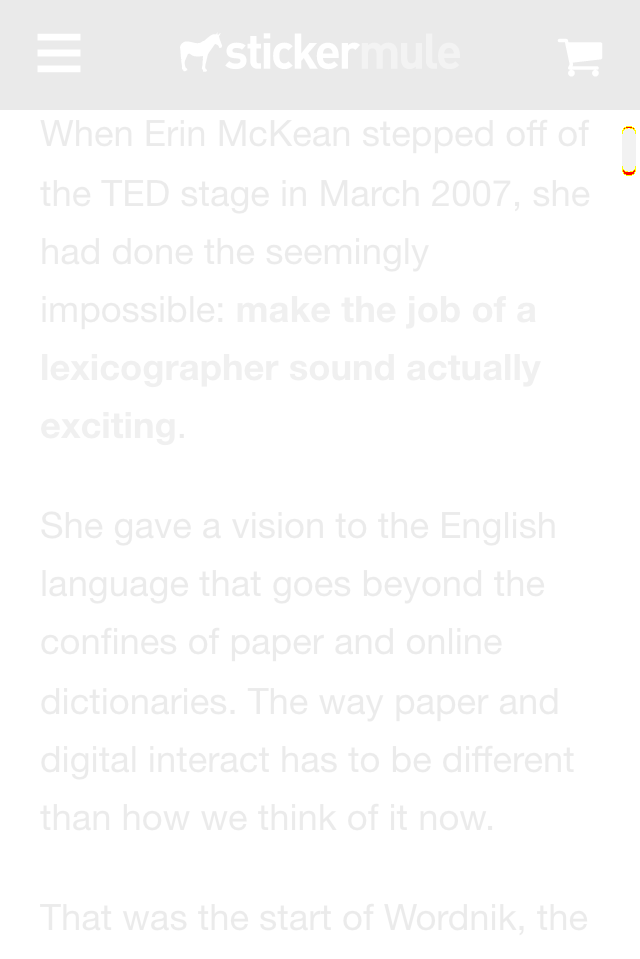 stickermule
When Erin McKean stepped off of
the TED stage in March 2007, she
had done the seemingly
impossible: make the job of a
lexicographer sound actually
exciting.
She gave a vision to the English
language that goes beyond the
confines of paper and online
dictionaries. The way paper and
digital interact has to be different
than how we think of it now.
That was the start of Wordnik, the